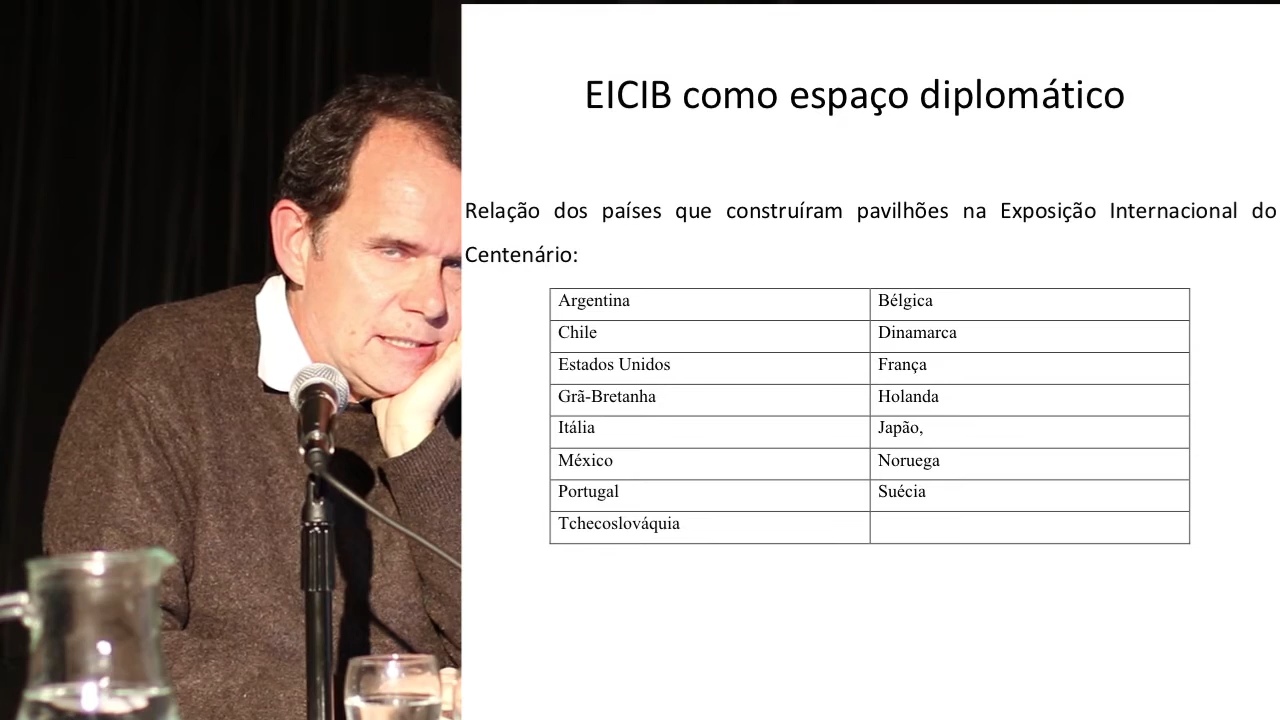 EICIB como espaço diplomático
Relação dos países que construíram pavilhões na Exposição Internacional do
Centenário:
Argentina Bélgica
Chile Dinamarca
Estados Unidos França
Grã-Bretanha Holanda
Itália Japão,
México Noruega
Portugal Suécia
Tchecoslováquia